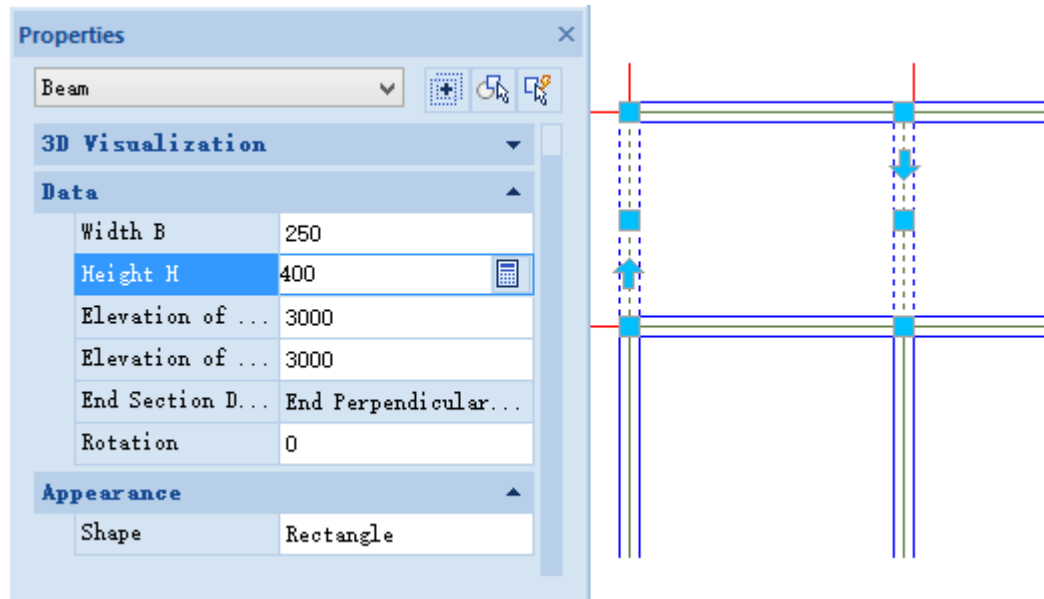 Properties
Beam
3D Visualization
Data
Width B 250
Height H 400
Elevation of ... 3000
Elevation of ... 3000
End Section D... End Perpendicular...
Rotation 0
Appearance
Shape Rectangle